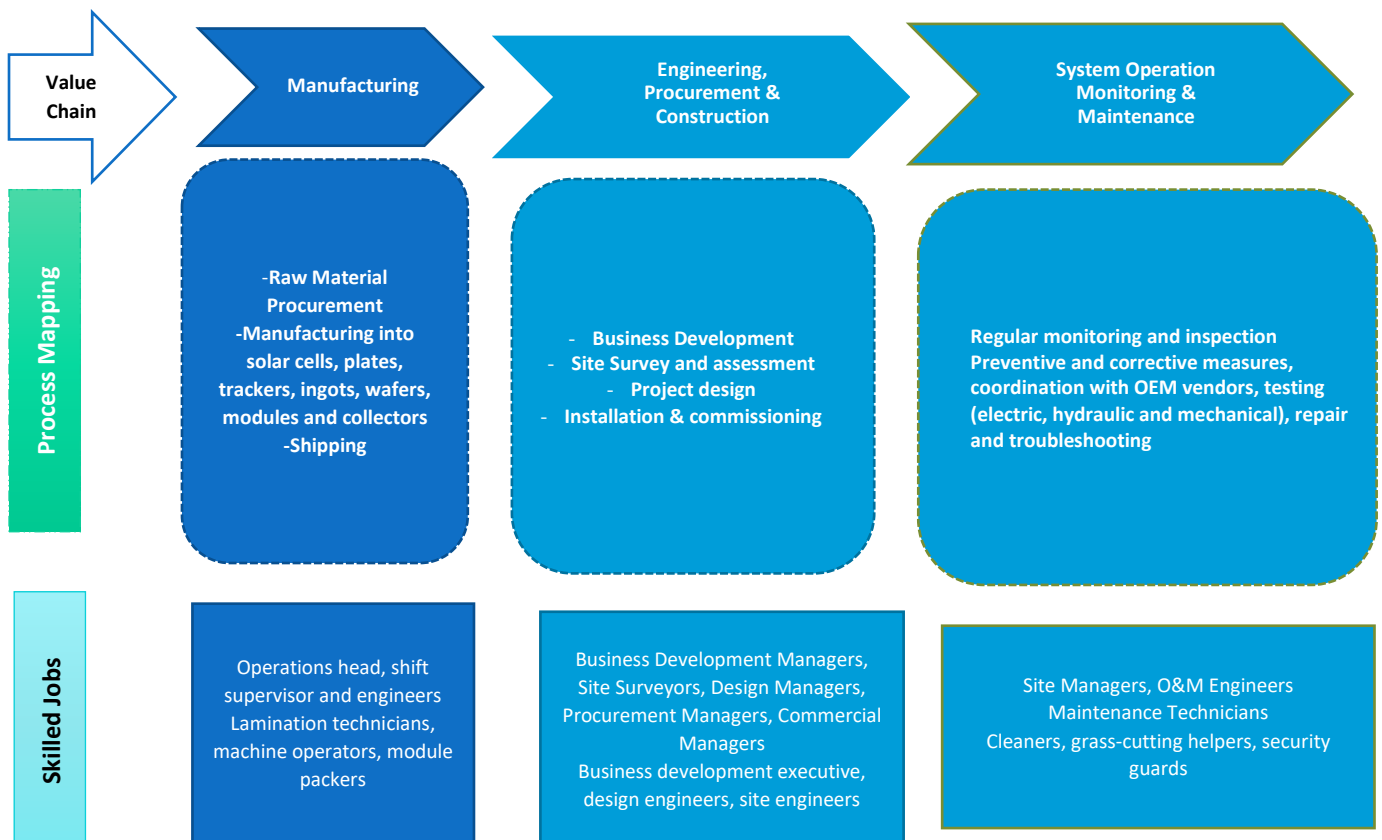 Value
Chain
Manufacturing
Engineering,
Procurement &
Construction
System Operation
Monitoring &
Maintenance
Process Mapping
-Raw Material
Procurement
-Manufacturing into
solar cells, plates,
trackers, ingots, wafers,
modules and collectors
-Shipping
- Business Development
- Site Survey and assessment
- Project design
- Installation & commissioning
Regular monitoring and inspection
Preventive and corrective measures,
coordination with OEM vendors, testing
(electric, hydraulic and mechanical), repair
and troubleshooting
Skilled Jobs
Operations head, shift
supervisor and engineers
Lamination technicians,
machine operators, module
packers
Business Development Managers,
Site Surveyors, Design Managers,
Procurement Managers, Commercial
Managers
Business development executive,
design engineers, site engineers
Site Managers, O&M Engineers
Maintenance Technicians
Cleaners, grass-cutting helpers, security
guards